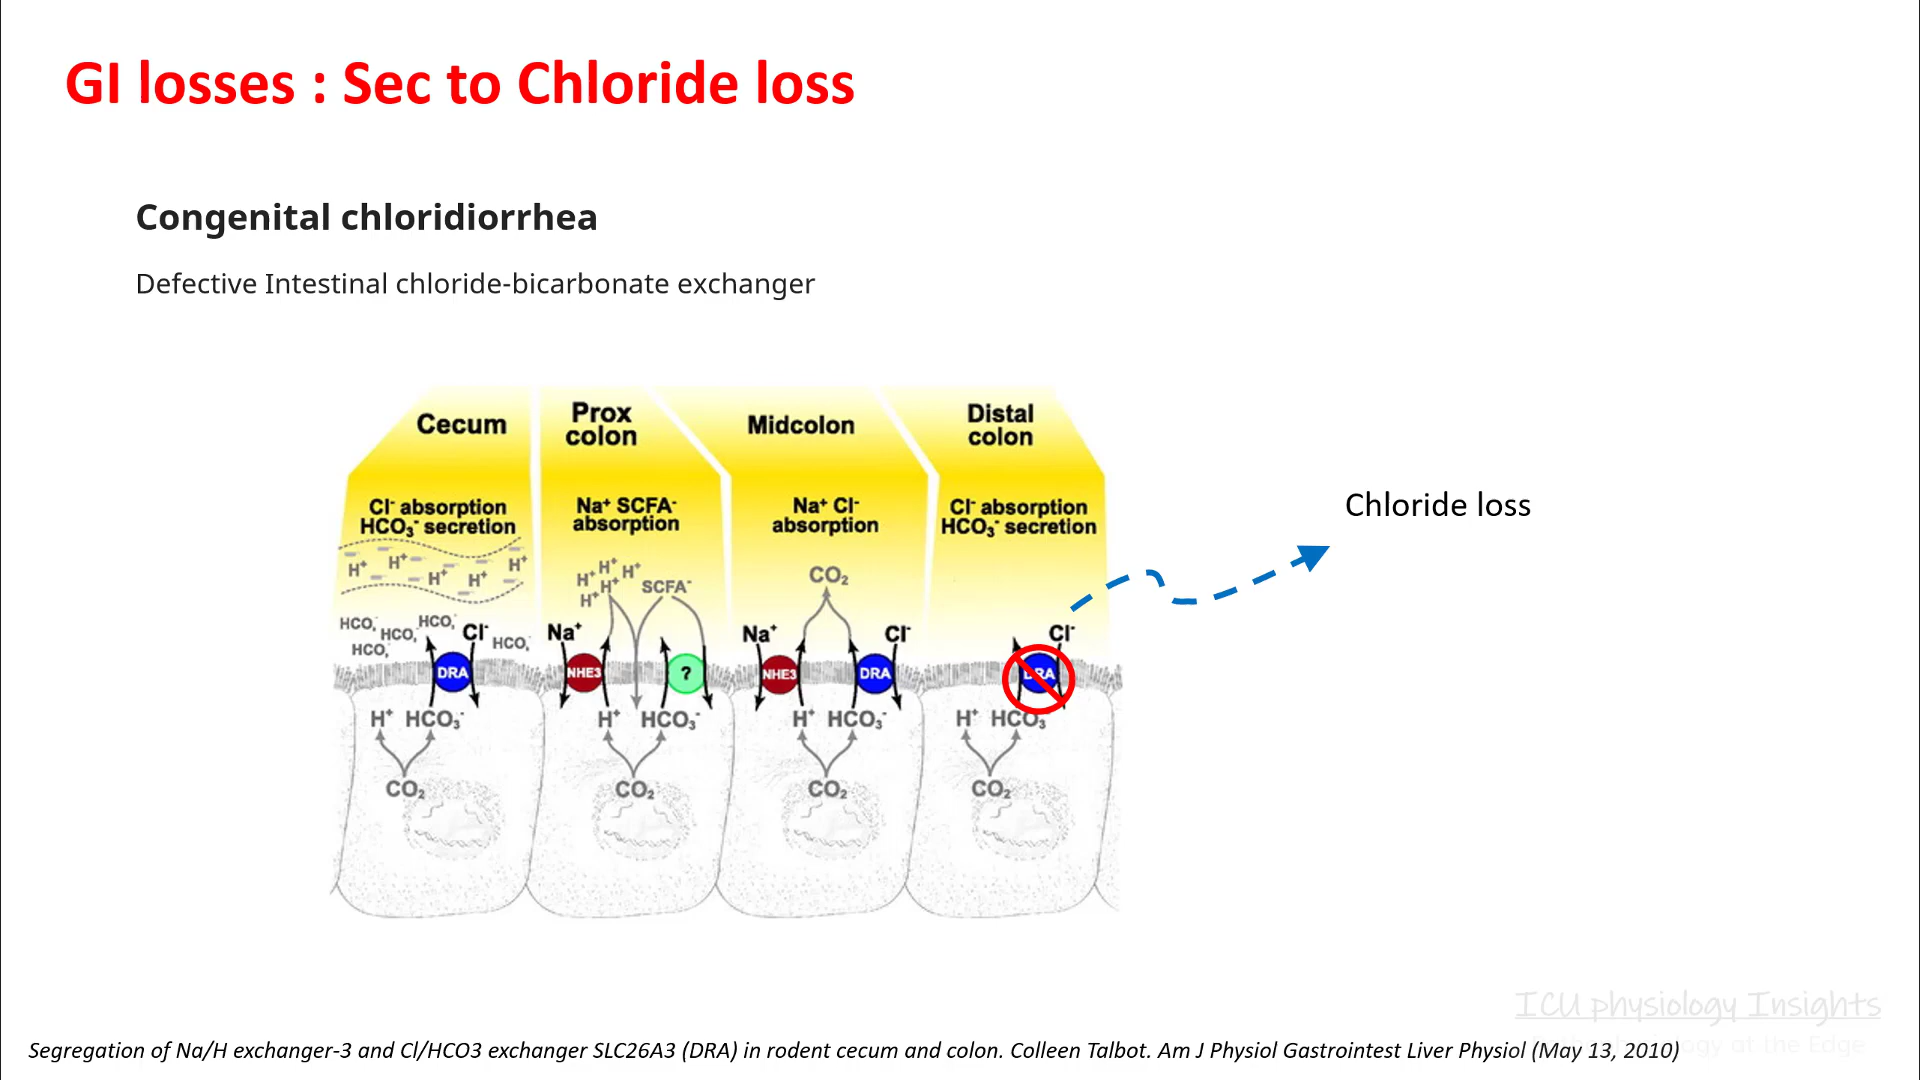 GI losses : Sec to Chloride loss
Congenital chloridiorrhea
Defective Intestinal chloride-bicarbonate exchanger
Cecum
Prox
colon
Midcolon
Distal
colon
Cl⁻ absorption
HCO₃⁻ secretion
Na⁺ SCFA⁻
absorption
Na⁺ Cl⁻
absorption
Cl⁻ absorption
HCO₃⁻ secretion
Chloride loss
H⁺ H⁺ H⁺ H⁺ H⁺
H⁺ H⁺ H⁺ H⁺ H⁺
SCFA⁻
CO₂
HCO₃⁻ HCO₃⁻ HCO₃⁻ HCO₃⁻ HCO₃⁻
Cl⁻
Na⁺
Na⁺
Cl⁻
Cl⁻
DRA
NHE3
?
NHE3
DRA
DRA
H⁺ HCO₃⁻
H⁺ HCO₃⁻
H⁺ HCO₃⁻
H⁺ HCO₃
CO₂
CO₂
CO₂
CO₂
ICU physiology Insights
Segregation of Na/H exchanger-3 and Cl/HCO3 exchanger SLC26A3 (DRA) in rodent cecum and colon. Colleen Talbot. Am J Physiol Gastrointest Liver Physiol (May 13, 2010)
at the Edge